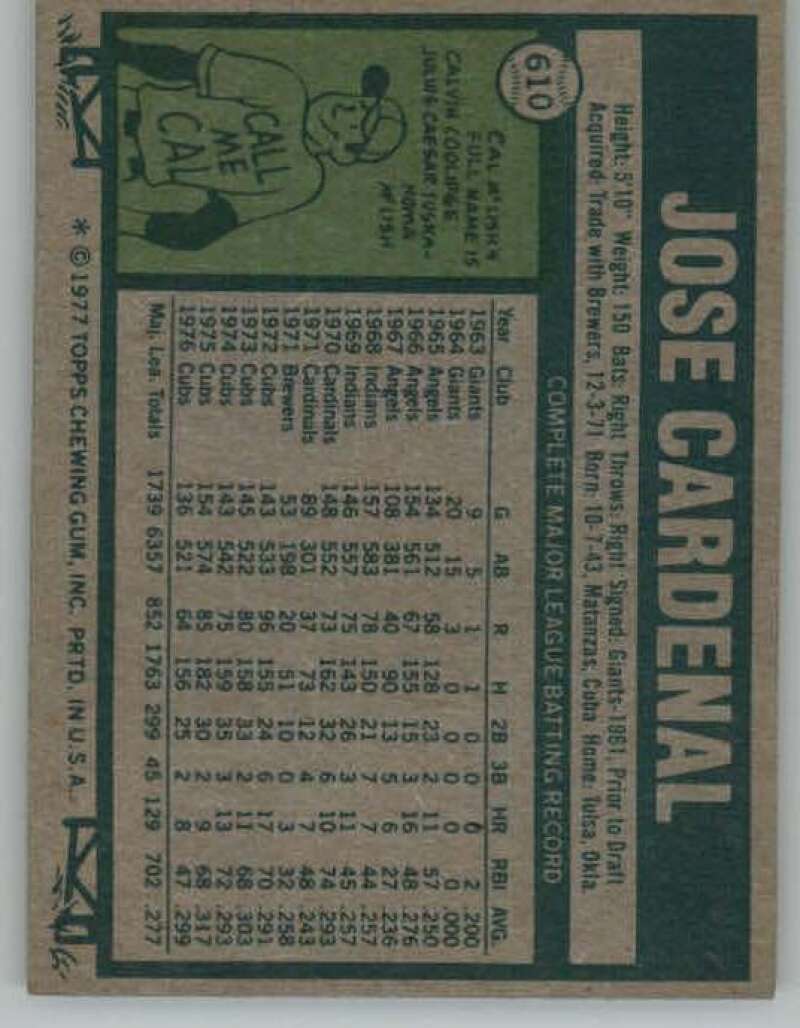 JOSE CARDENAL
610
Height: 5'10" Weight: 150 Bats: Right Throws: Right Signed: Giants-1961, Prior to Draft
Acquired: Trade with Brewers, 12-3-71 Born: 10-7-43, Matanzas, Cuba Home: Tulsa, Okla.
COMPLETE MAJOR LEAGUE BATTING RECORD
Year Club G AB R H 2B 3B HR RBI AVG.
1963 Giants 9 5 1 1 0 0 0 2 .200
1964 Giants 20 15 3 0 0 0 0 0 .000
1965 Angels 134 512 58 128 23 2 11 57 .250
1966 Angels 154 561 67 155 15 3 16 48 .276
1967 Angels 108 381 40 90 13 5 6 27 .236
1968 Indians 157 583 78 150 21 7 7 44 .257
1969 Indians 146 557 75 143 26 3 11 45 .257
1970 Cardinals 148 552 73 162 32 6 10 74 .293
1971 Cardinals 89 301 37 73 12 4 7 48 .243
1971 Brewers 53 198 20 51 10 0 3 32 .258
1972 Cubs 143 533 96 155 24 6 17 70 .291
1973 Cubs 145 522 80 158 33 2 11 68 .303
1974 Cubs 143 542 75 159 35 3 13 72 .293
1975 Cubs 154 574 85 182 30 2 9 68 .317
1976 Cubs 136 521 64 156 25 2 8 47 .299
Maj. Lea. Totals 1739 6357 852 1763 299 45 129 702 .277
CAL M'LISH'S
FULL NAME IS
CALVIN COOLIDGE
JULIUS CAESAR TUSKA-
HOMA
M'LISH
CALL
ME
CAL
* © 1977 TOPPS CHEWING GUM, INC. PRTD. IN U.S.A.